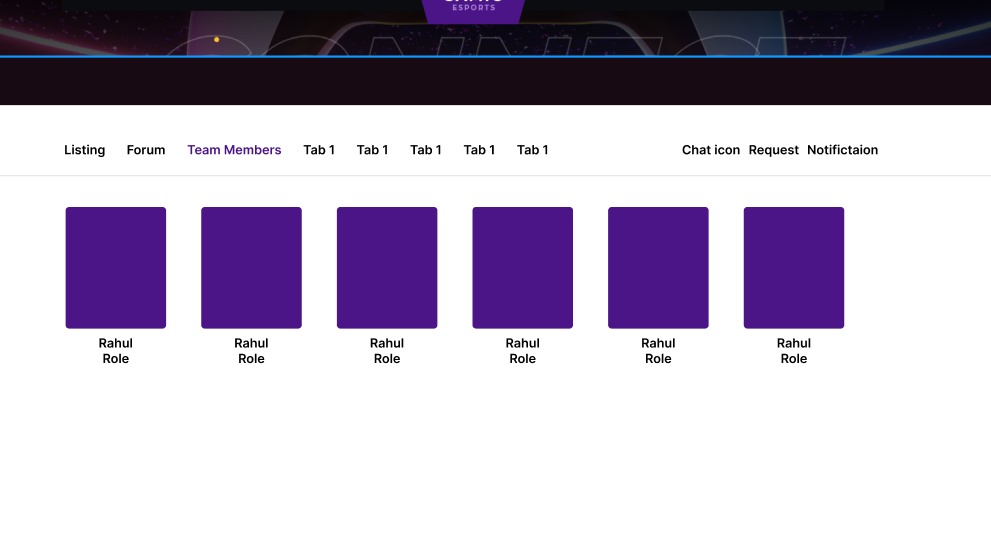 ESPORTS
Listing Forum Team Members Tab 1 Tab 1 Tab 1 Tab 1 Tab 1 Chat icon Request Notifictaion
Rahul Rahul Rahul Rahul Rahul Rahul
Role Role Role Role Role Role